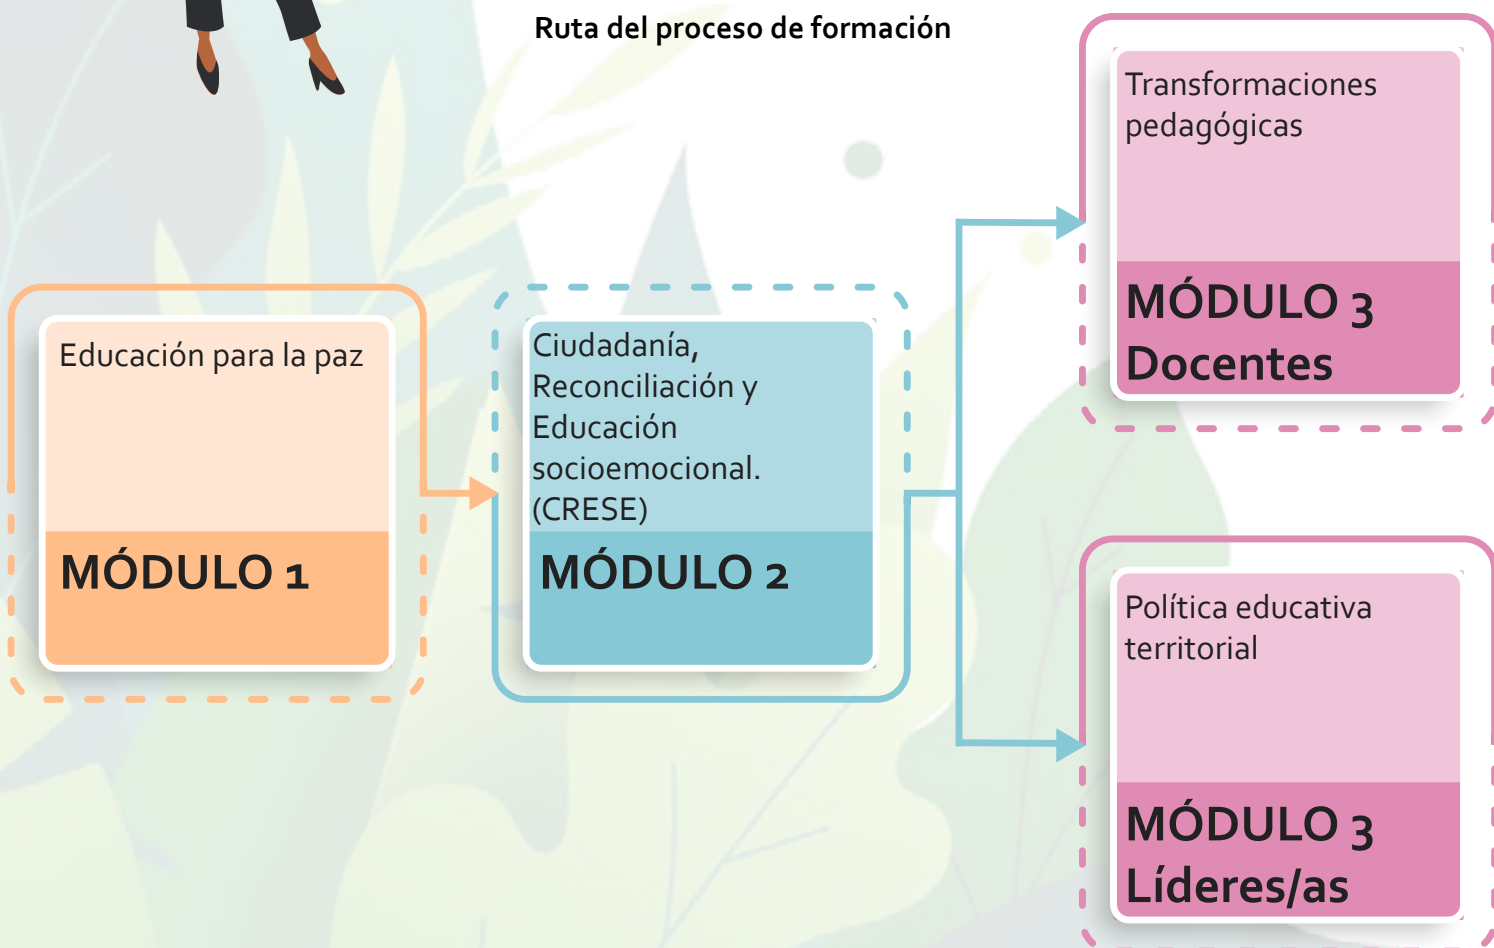 Ruta del proceso de formación
Educación para la paz
MÓDULO 1
Ciudadanía,
Reconciliación y
Educación
socioemocional.
(CRESE)
MÓDULO 2
Transformaciones
pedagógicas
MÓDULO 3
Docentes
Política educativa
territorial
MÓDULO 3
Líderes/as